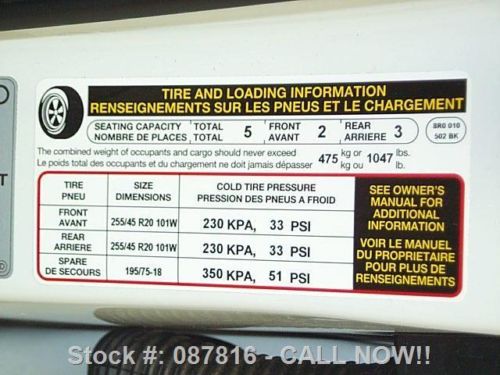 TIRE AND LOADING INFORMATION
RENSEIGNEMENTS SUR LES PNEUS ET LE CHARGEMENT
SEATING CAPACITY TOTAL 5 FRONT 2 REAR 3
NOMBRE DE PLACES TOTAL AVANT ARRIERE
8R0 010
502 BK
The combined weight of occupants and cargo should never exceed 475 kg or 1047 lbs.
Le poids total des occupants et du chargement ne doit jamais dépasser kg ou lb.
TIRE SIZE COLD TIRE PRESSURE
PNEU DIMENSIONS PRESSION DES PNEUS A FROID
FRONT
AVANT 255/45 R20 101W 230 KPA, 33 PSI
REAR
ARRIERE 255/45 R20 101W 230 KPA, 33 PSI
SPARE
DE SECOURS 195/75-18 350 KPA, 51 PSI
SEE OWNER'S
MANUAL FOR
ADDITIONAL
INFORMATION
VOIR LE MANUEL
DU PROPRIETAIRE
POUR PLUS DE
RENSEIGNEMENTS
Stock #: 087816 - CALL NOW!!